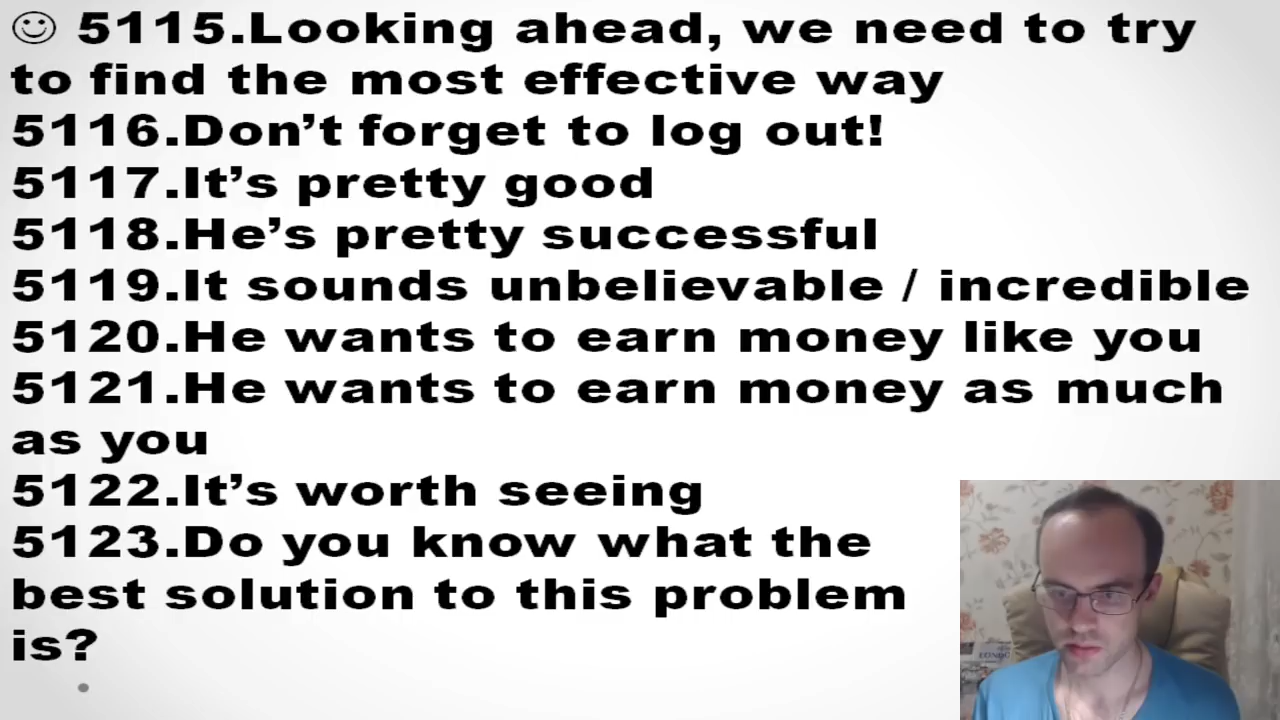 ☺ 5115.Looking ahead, we need to try
to find the most effective way
5116.Don’t forget to log out!
5117.It’s pretty good
5118.He’s pretty successful
5119.It sounds unbelievable / incredible
5120.He wants to earn money like you
5121.He wants to earn money as much
as you
5122.It’s worth seeing
5123.Do you know what the
best solution to this problem
is?